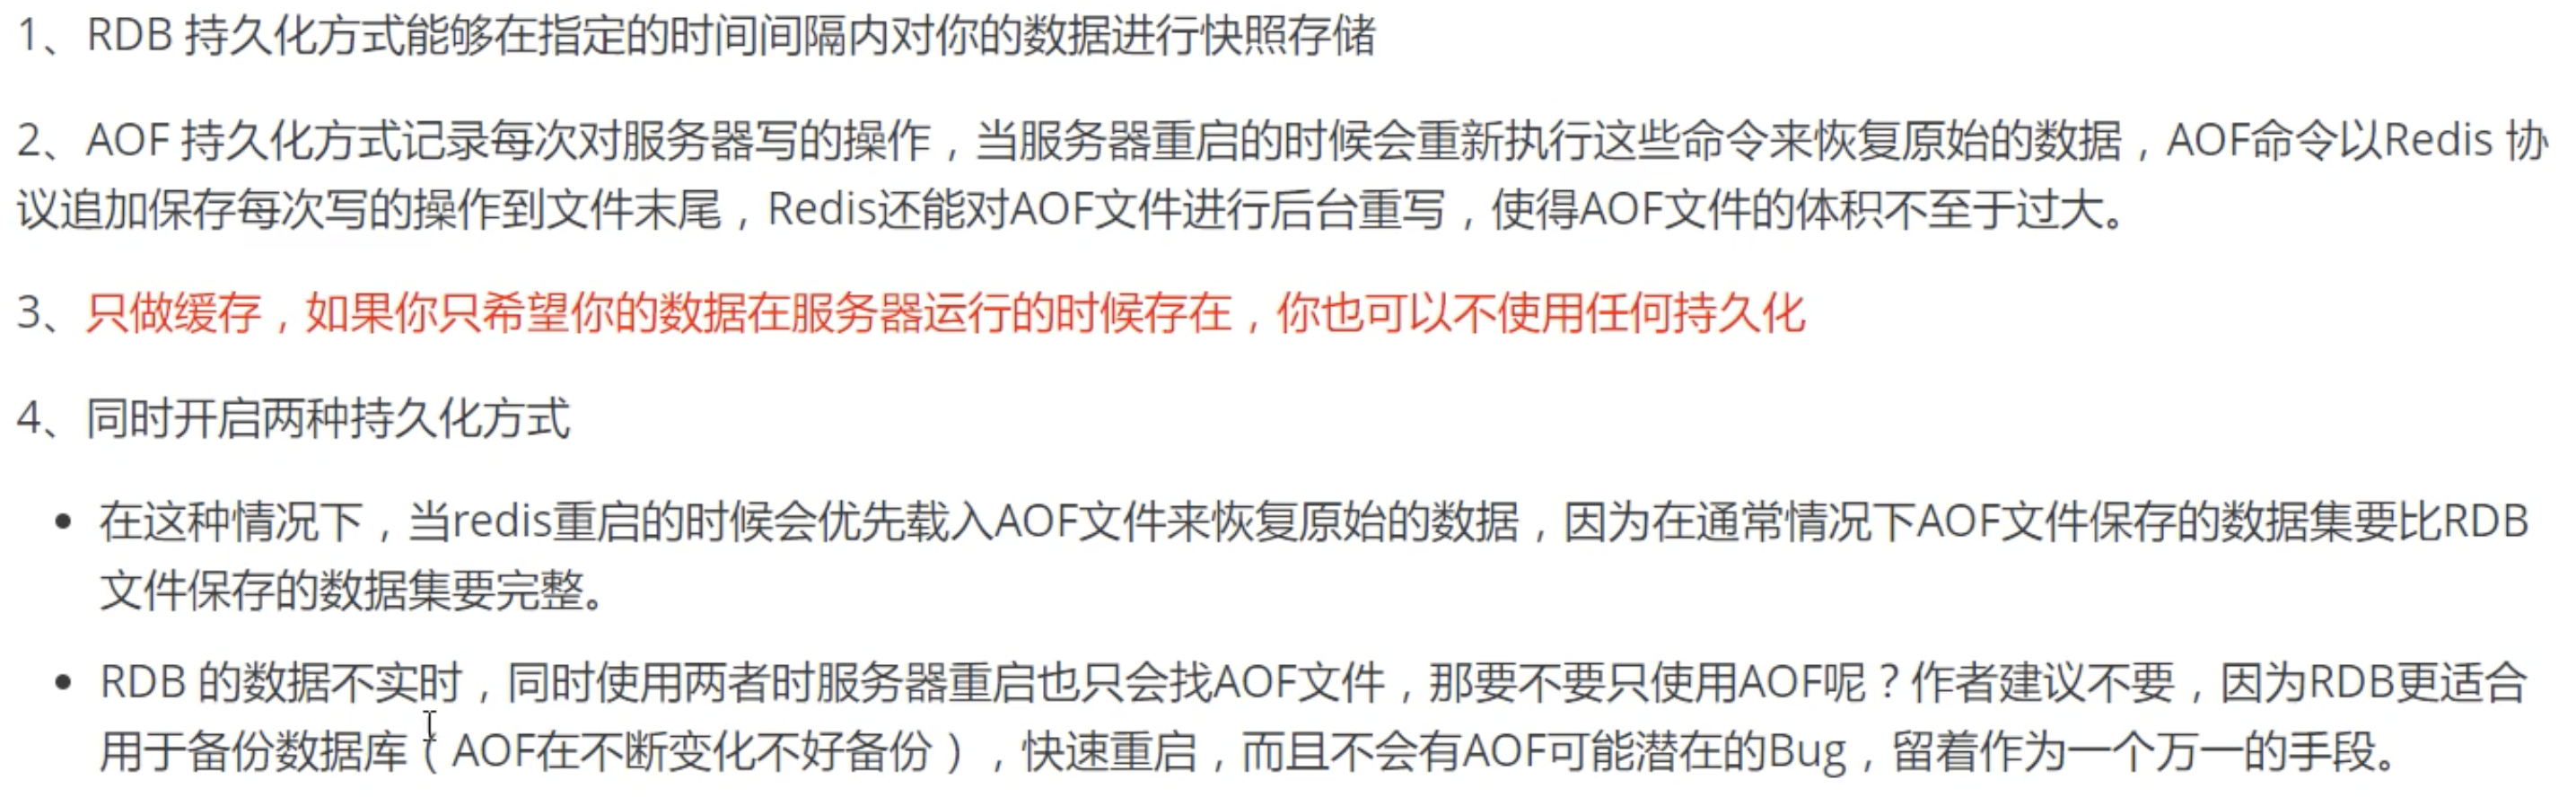 1、RDB 持久化方式能够在指定的时间间隔内对你的数据进行快照存储
2、AOF 持久化方式记录每次对服务器写的操作，当服务器重启的时候会重新执行这些命令来恢复原始的数据，AOF命令以Redis 协
议追加保存每次写的操作到文件末尾，Redis还能对AOF文件进行后台重写，使得AOF文件的体积不至于过大。
3、只做缓存，如果你只希望你的数据在服务器运行的时候存在，你也可以不使用任何持久化
4、同时开启两种持久化方式
• 在这种情况下，当redis重启的时候会优先载入AOF文件来恢复原始的数据，因为在通常情况下AOF文件保存的数据集要比RDB
文件保存的数据集要完整。
• RDB 的数据不实时，同时使用两者时服务器重启也只会找AOF文件，那要不要只使用AOF呢？作者建议不要，因为RDB更适合
用于备份数据库（AOF在不断变化不好备份），快速重启，而且不会有AOF可能潜在的Bug，留着作为一个万一的手段。